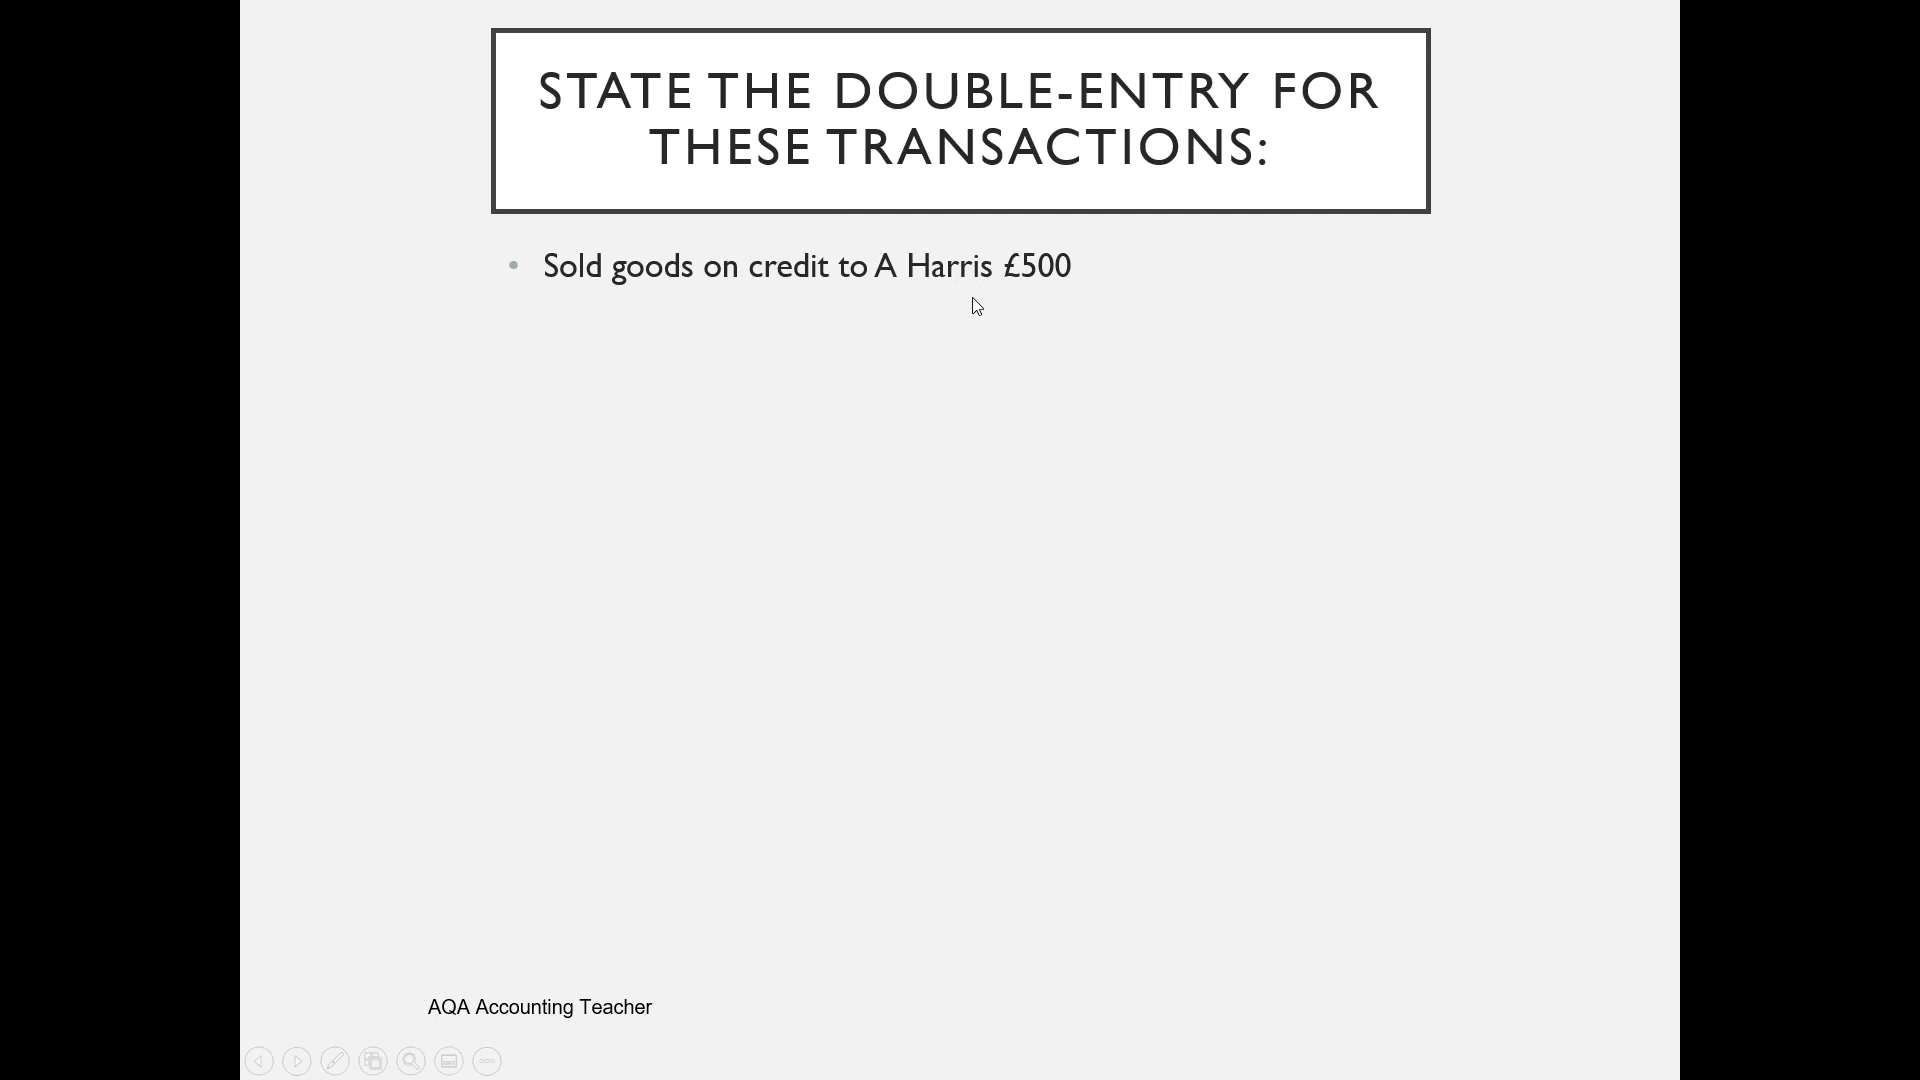 STATE THE DOUBLE-ENTRY FOR
THESE TRANSACTIONS:
• Sold goods on credit to A Harris £500
AQA Accounting Teacher